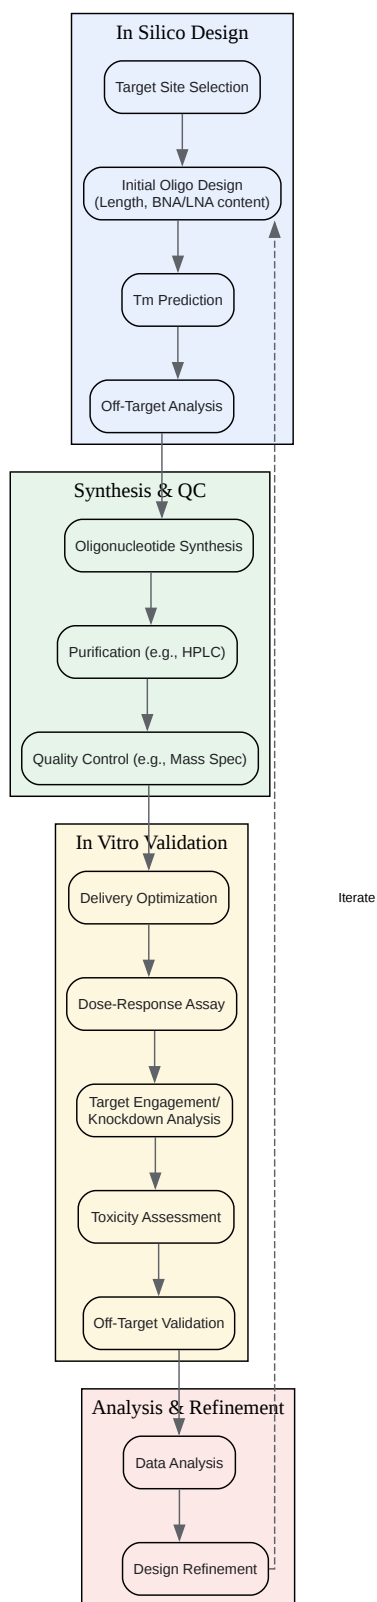 In Silico Design
Target Site Selection
Initial Oligo Design
(Length, BNA/LNA content)
Tm Prediction
Off-Target Analysis
Synthesis & QC
Oligonucleotide Synthesis
Purification (e.g., HPLC)
Quality Control (e.g., Mass Spec)
In Vitro Validation
Delivery Optimization
Iterate
Dose-Response Assay
Target Engagement/
Knockdown Analysis
Toxicity Assessment
Off-Target Validation
Analysis & Refinement
Data Analysis
Design Refinement